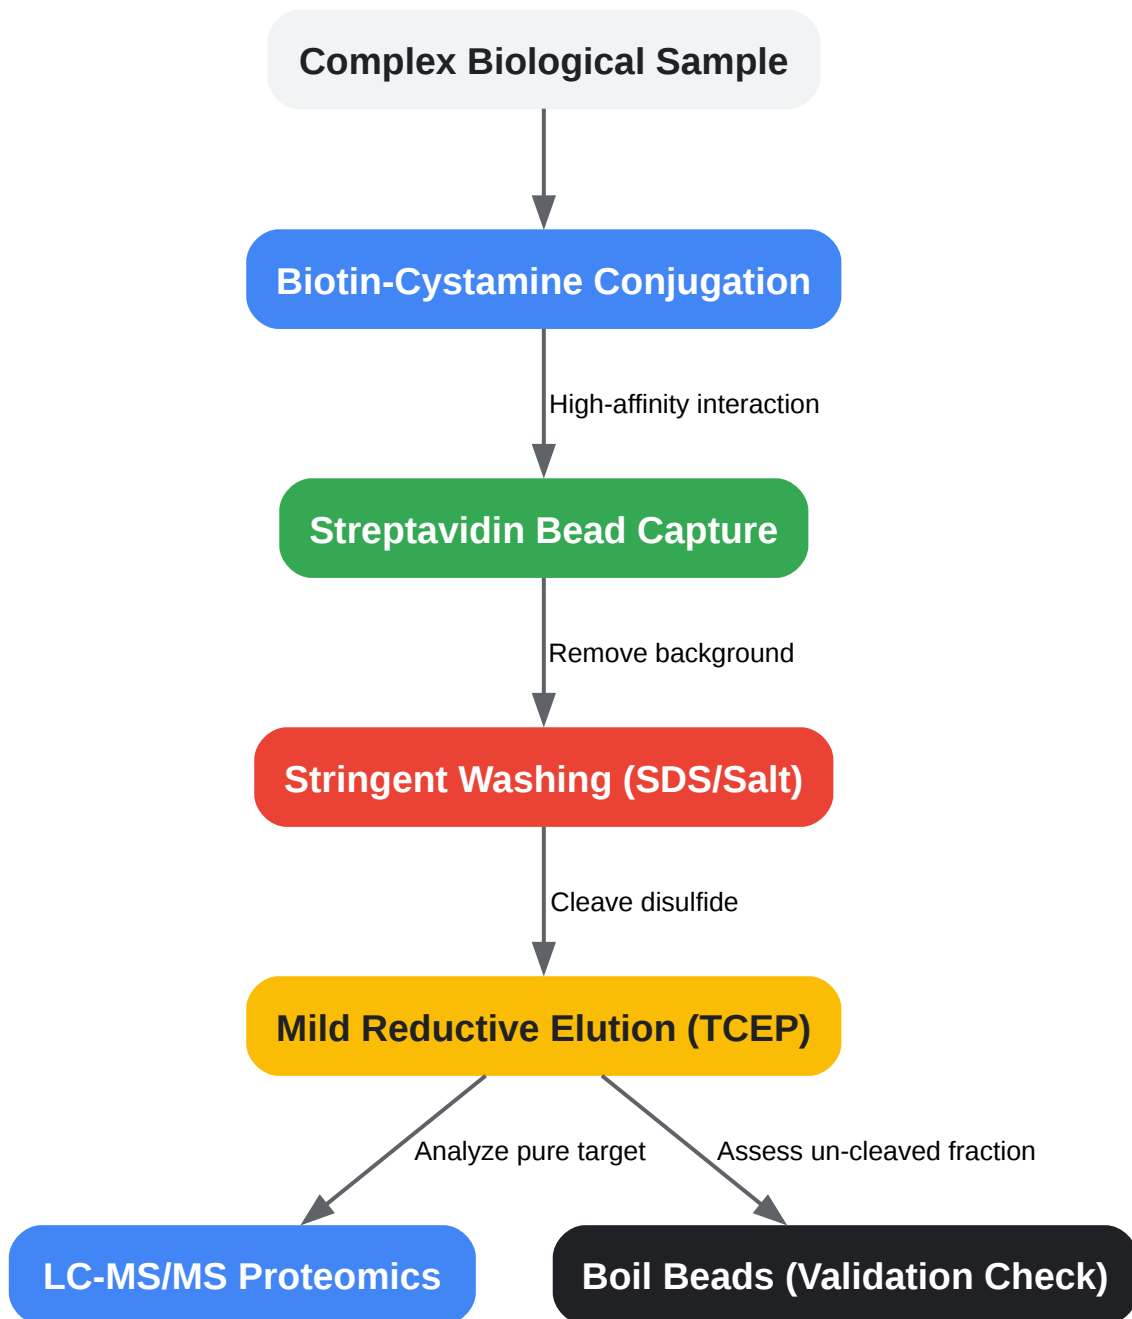 Complex Biological Sample
Biotin-Cystamine Conjugation
High-affinity interaction
Streptavidin Bead Capture
Remove background
Stringent Washing (SDS/Salt)
Cleave disulfide
Mild Reductive Elution (TCEP)
Analyze pure target
Assess un-cleaved fraction
LC-MS/MS Proteomics
Boil Beads (Validation Check)